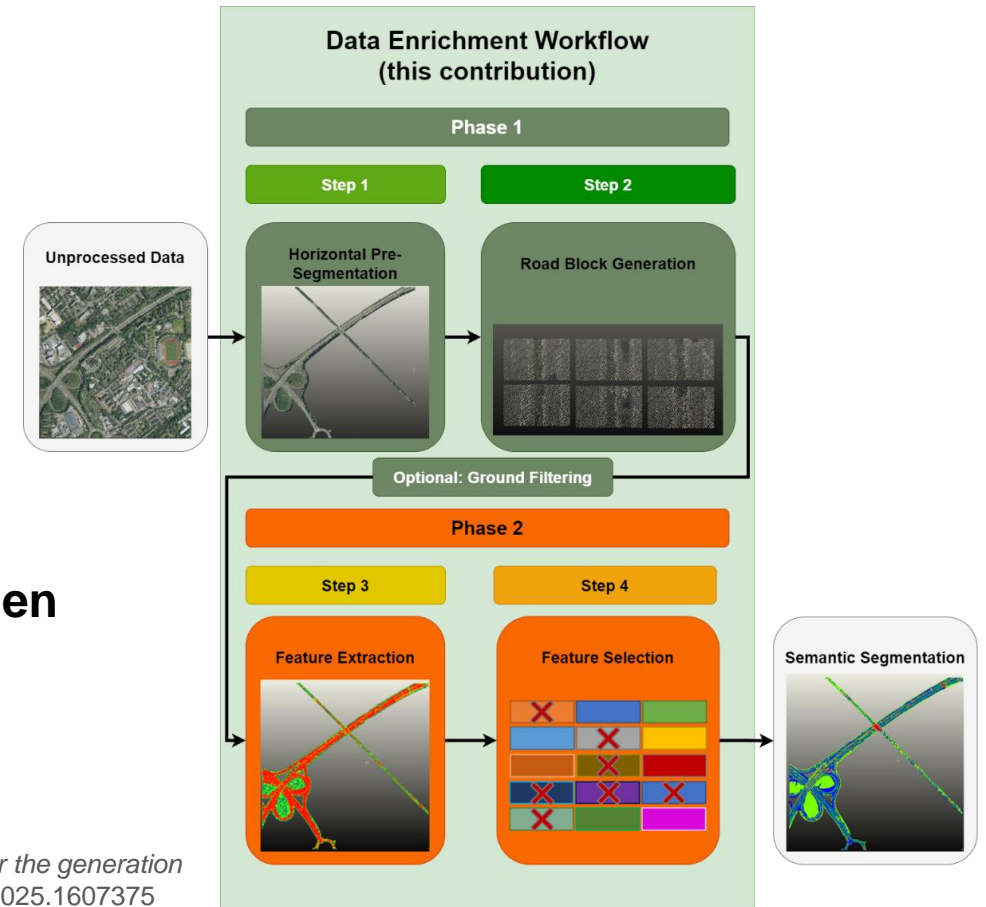 Data Enrichment Workflow
(this contribution)
Phase 1
Step 1
Step 2
Unprocessed Data
Horizontal Pre-
Segmentation
Road Block Generation
Optional: Ground Filtering
Phase 2
Step 3
Step 4
en
Feature Extraction
Feature Selection
Semantic Segmentation
r the generation
025.1607375